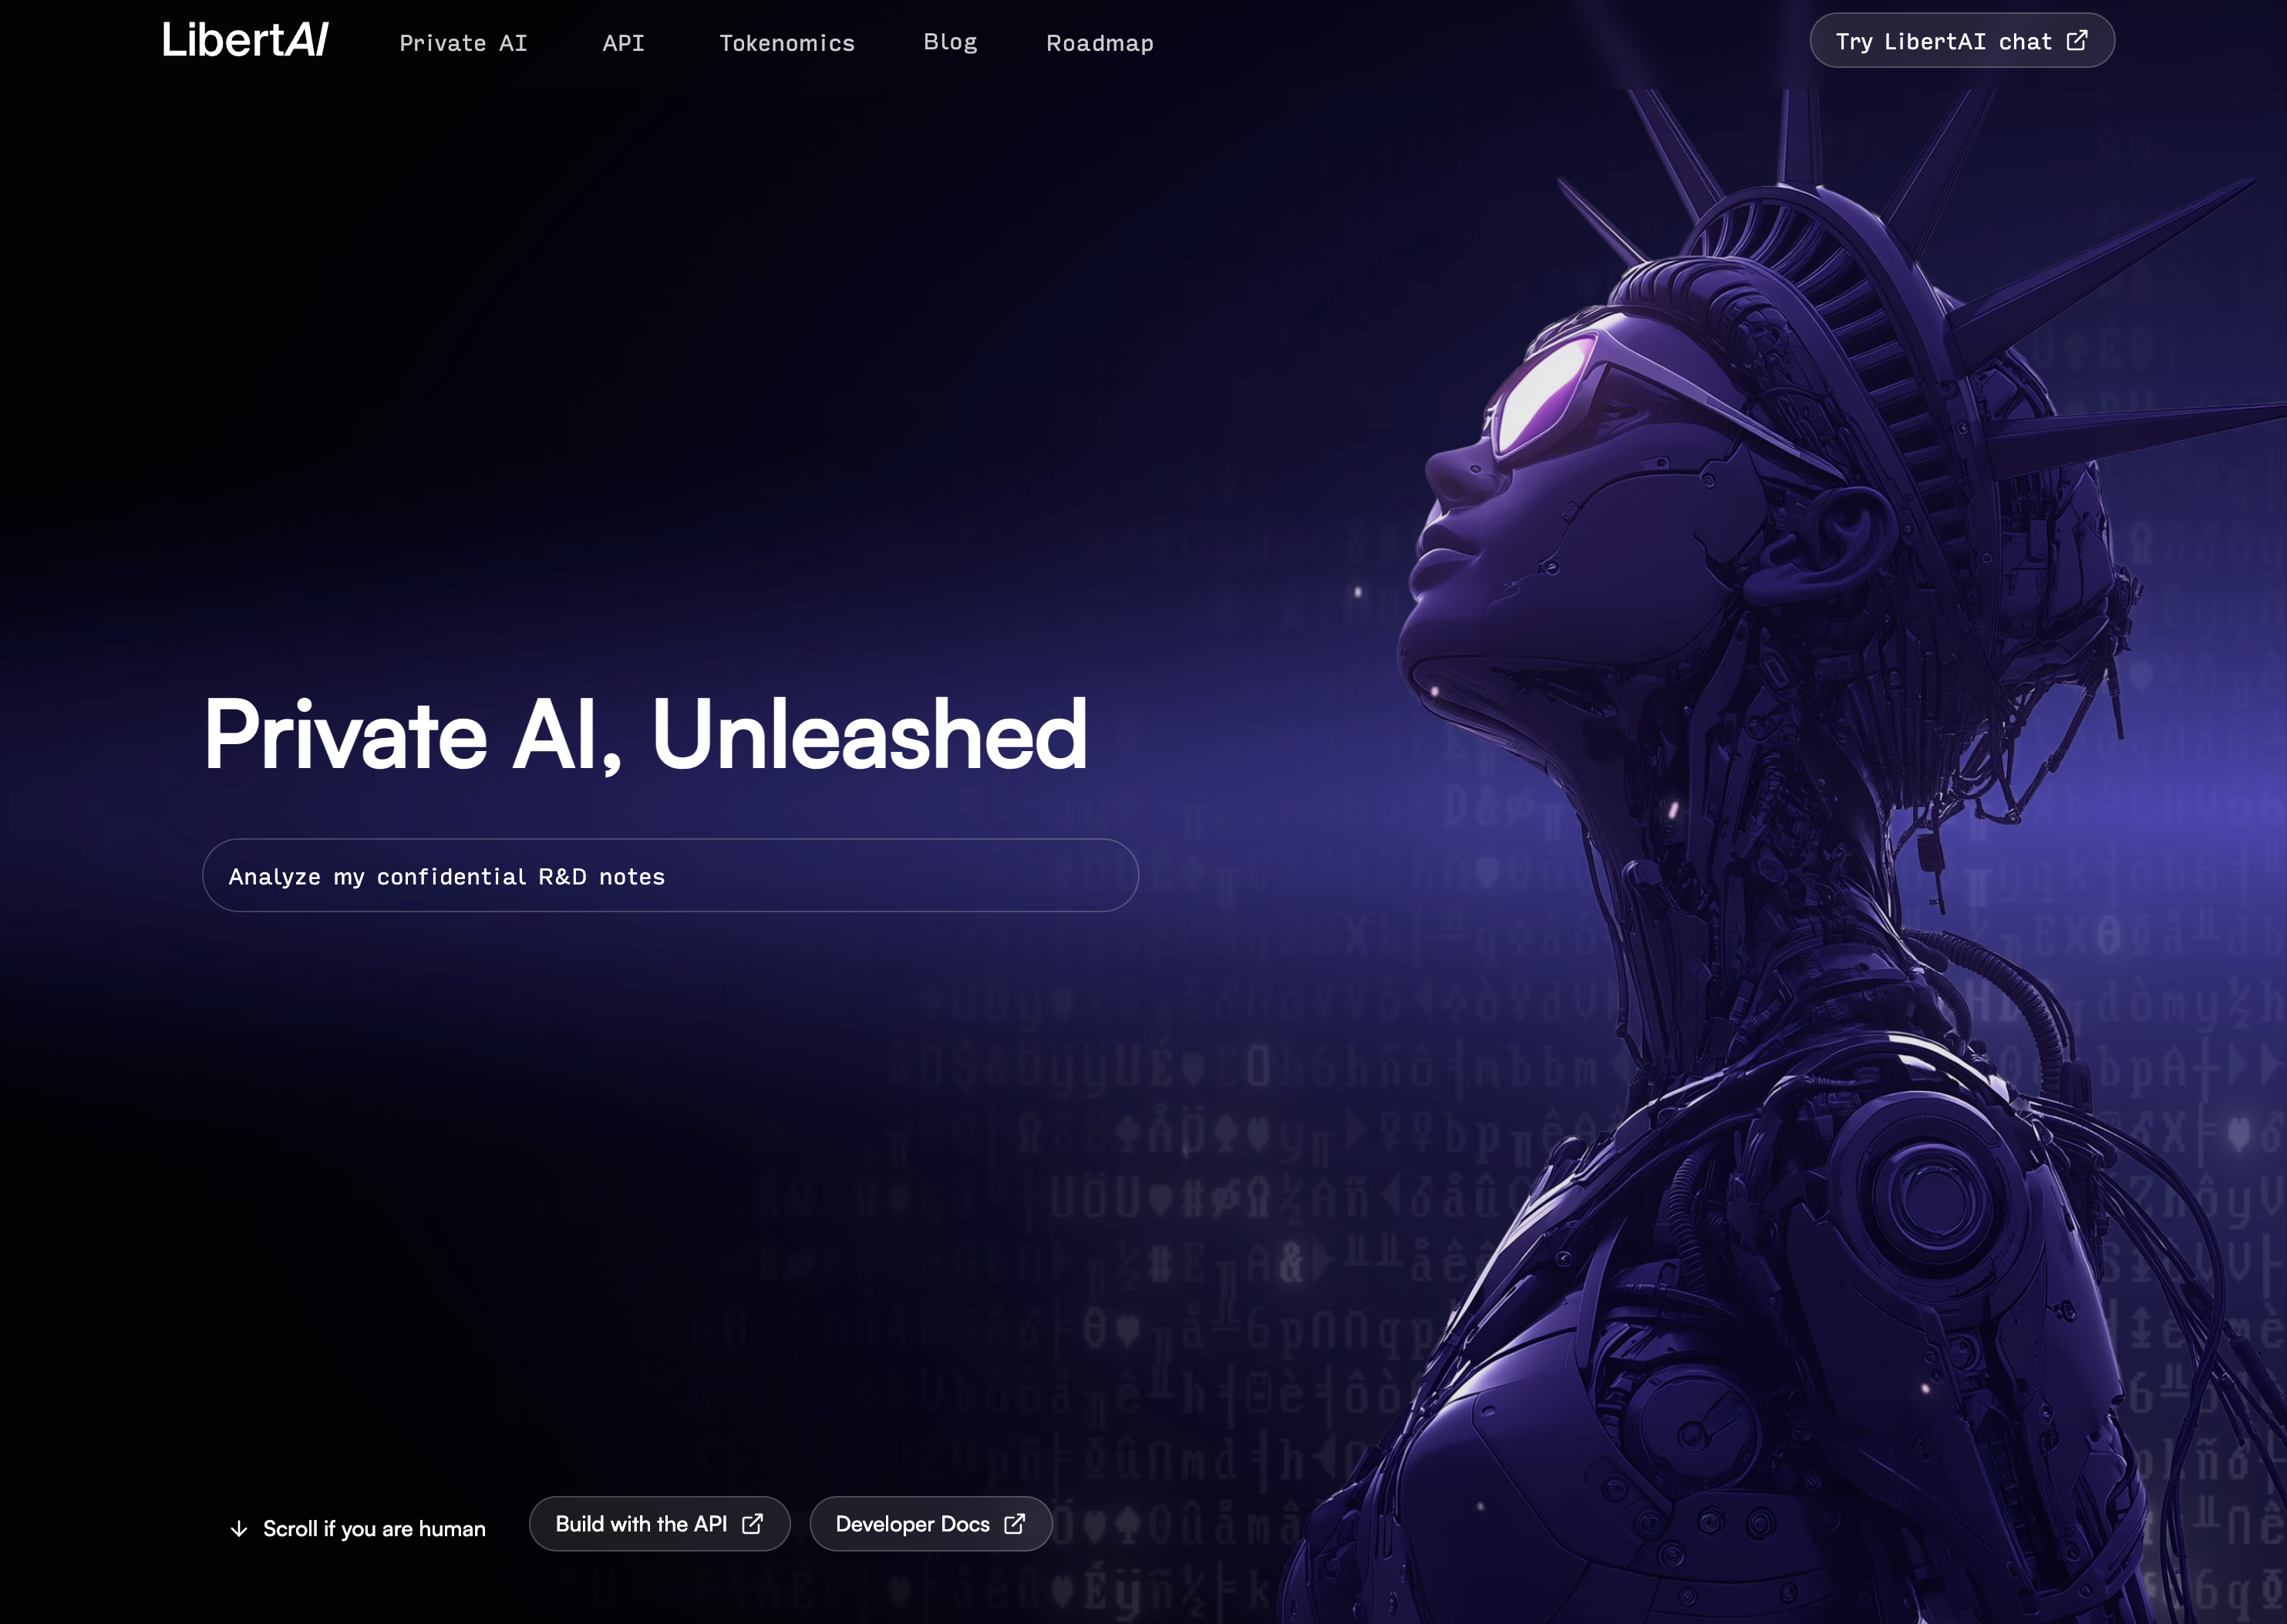 LibertAI
Private AI
API
Tokenomics
Blog
Roadmap
Try LibertAI chat
Private AI, Unleashed
Analyze my confidential R&D notes
Scroll if you are human
Build with the API
Developer Docs